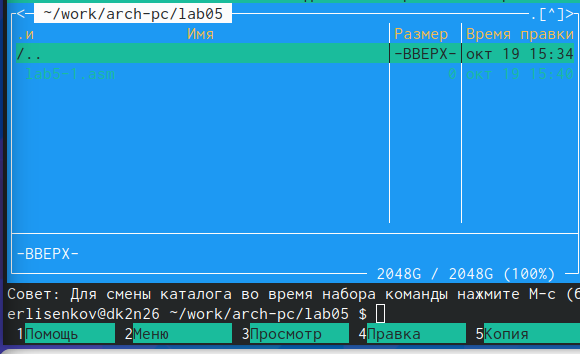 <─ ~/work/arch-pc/lab05 ─.[^]>
.и Имя Размер Время правки
/.. -ВВЕРХ- окт 19 15:34
lab5-1.asm 0 окт 19 15:40
-ВВЕРХ-
2048G / 2048G (100%)
Совет: Для смены каталога во время набора команды нажмите M-c (б
erlisenkov@dk2n26 ~/work/arch-pc/lab05 $
1Помощь 2Меню 3Просмотр 4Правка 5Копия